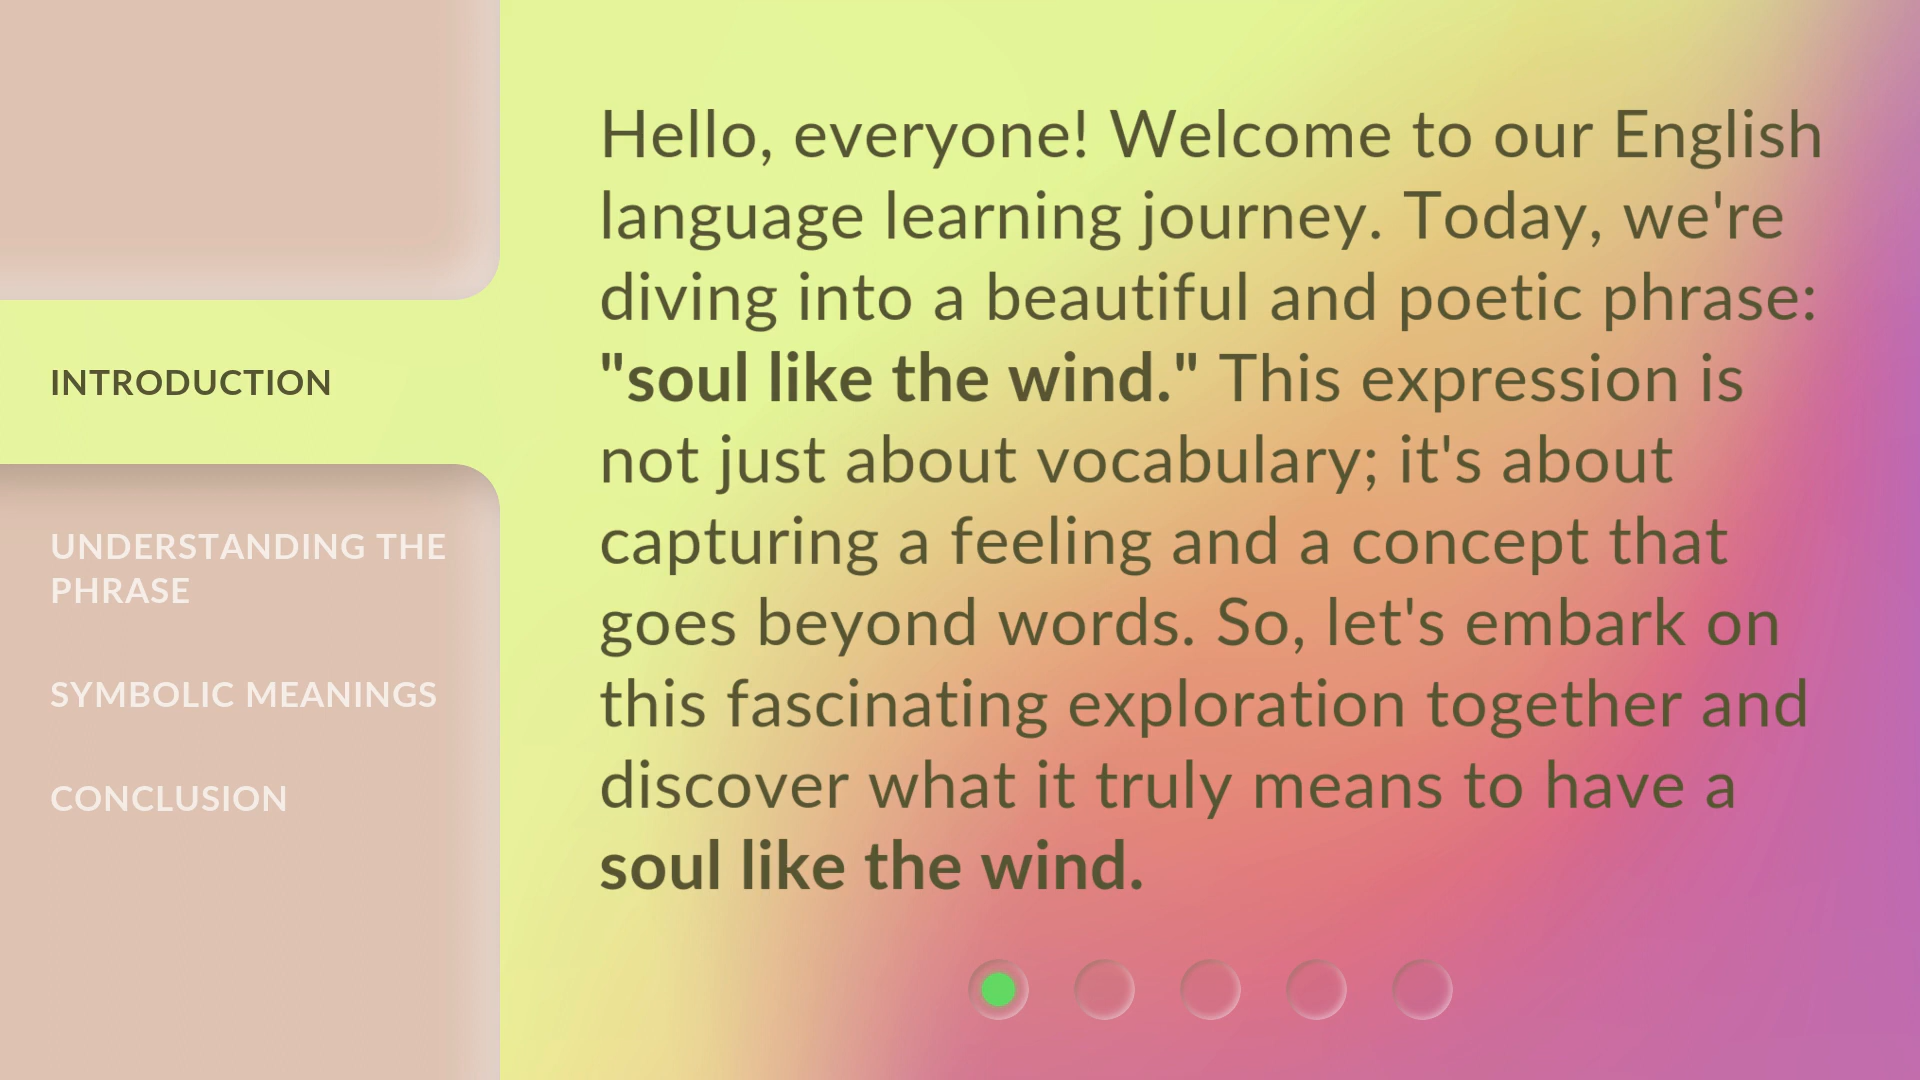 INTRODUCTION
UNDERSTANDING THE
PHRASE
SYMBOLIC MEANINGS
CONCLUSION
Hello, everyone! Welcome to our English
language learning journey. Today, we're
diving into a beautiful and poetic phrase:
"soul like the wind." This expression is
not just about vocabulary; it's about
capturing a feeling and a concept that
goes beyond words. So, let's embark on
this fascinating exploration together and
discover what it truly means to have a
soul like the wind.